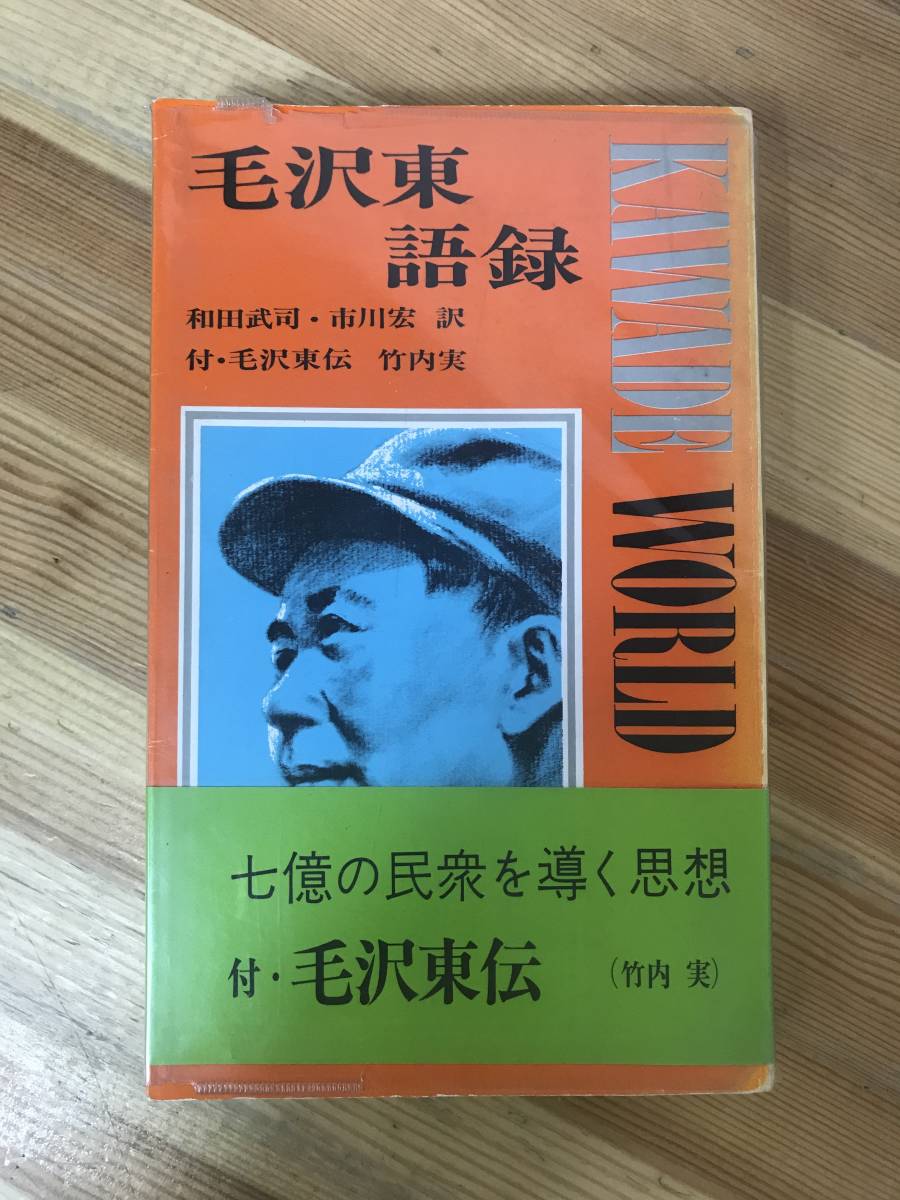 毛沢東
語録
和田武司・市川宏 訳
付・毛沢東伝 竹内実
KAWADE WORLD
七億の民衆を導く思想
付・毛沢東伝 (竹内 実)